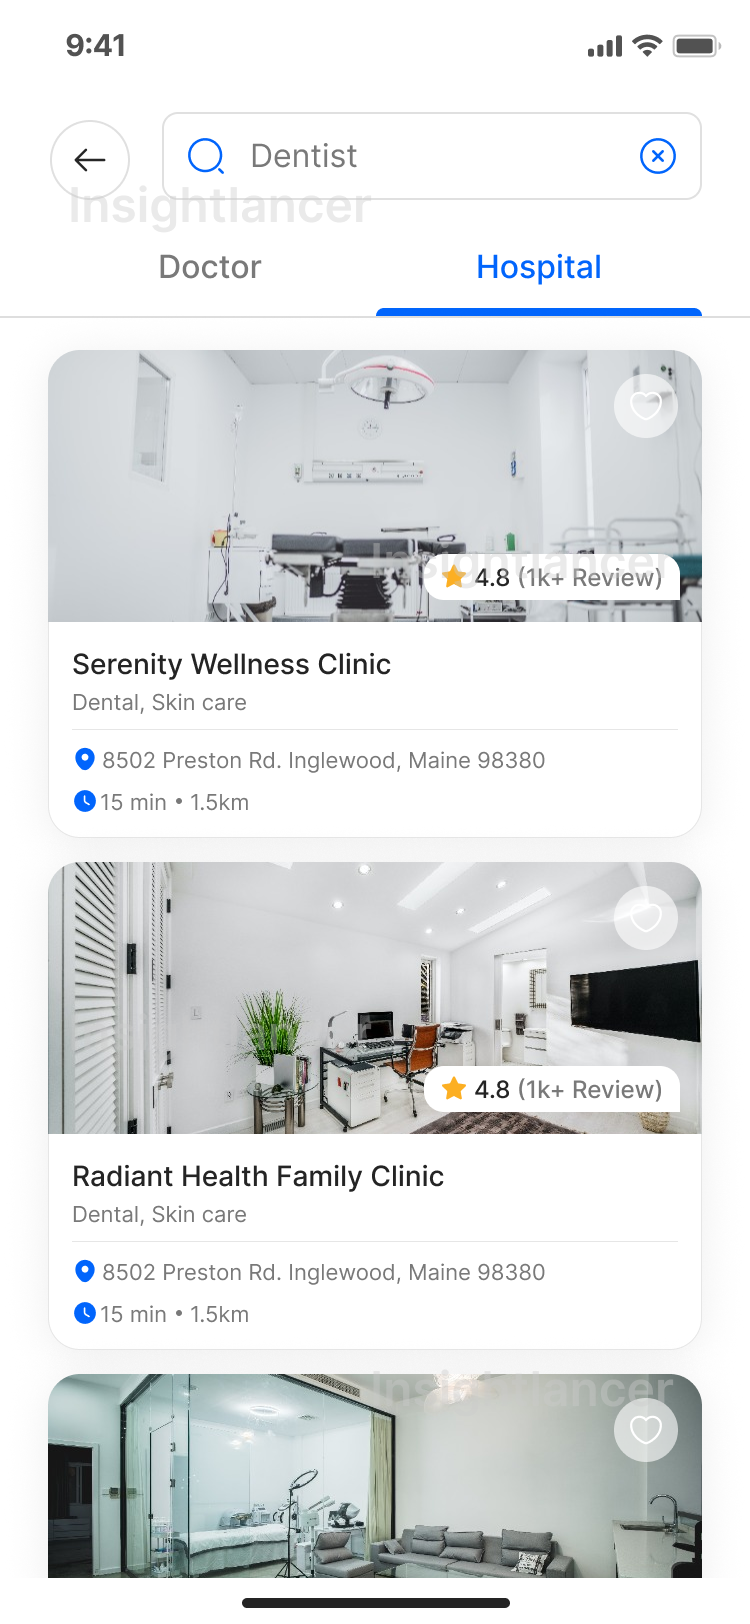 9:41
Dentist
Insightlancer
Doctor
Hospital
Insightlancer
4.8 (1k+ Review)
Serenity Wellness Clinic
Dental, Skin care
8502 Preston Rd. Inglewood, Maine 98380
15 min • 1.5km
4.8 (1k+ Review)
Radiant Health Family Clinic
Dental, Skin care
8502 Preston Rd. Inglewood, Maine 98380
15 min • 1.5km
Insightlancer